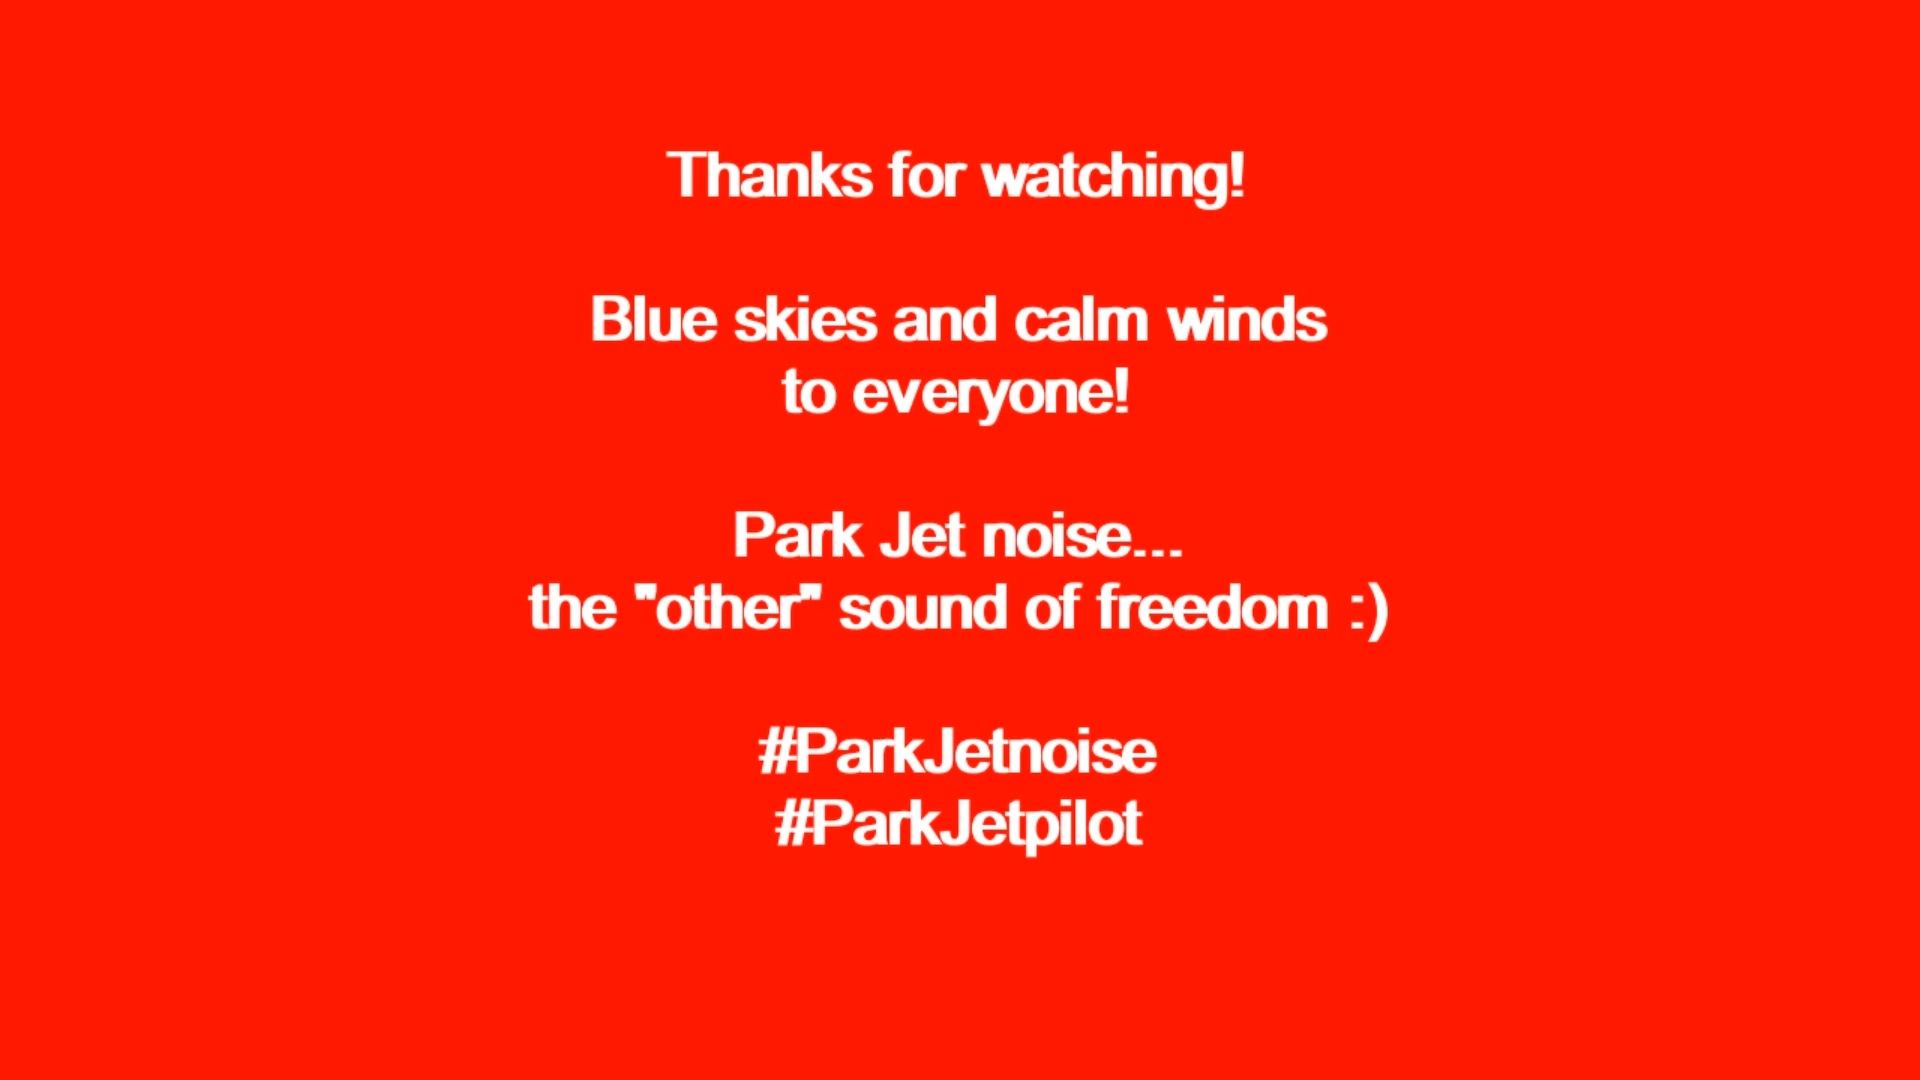 Thanks for watching!
Blue skies and calm winds
to everyone!
Park Jet noise...
the "other" sound of freedom :)
#ParkJetnoise
#ParkJetpilot